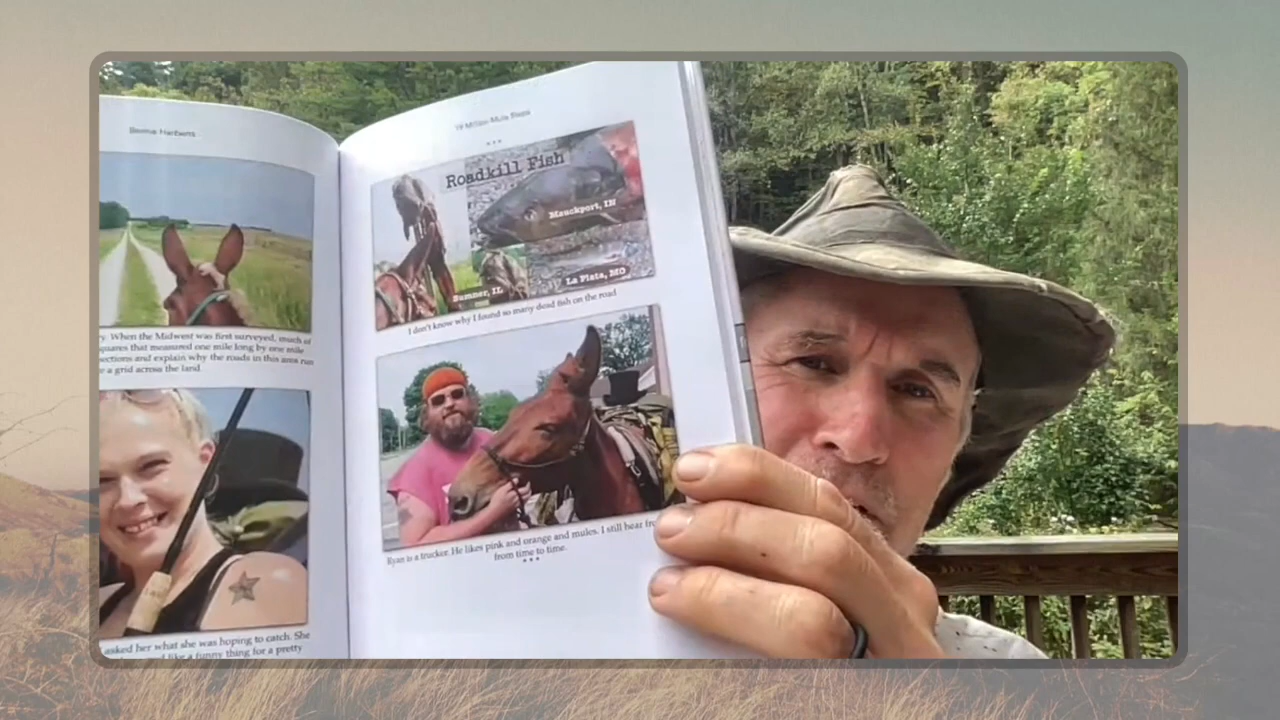 Bernie Harberts
y. When the Midwest was first surveyed, much of
quares that measured one mile long by one mile
ections and explain why the roads in this area run
e a grid across the land.
asked her what she was hoping to catch. She
like a funny thing for a pretty
19 Million Mule Steps
***
Roadkill Fish
Mauckport, IN
Sumner, IL
La Plata, MO
I don't know why I found so many dead fish on the road
Ryan is a trucker. He likes pink and orange and mules. I still hear fro
from time to time.
***